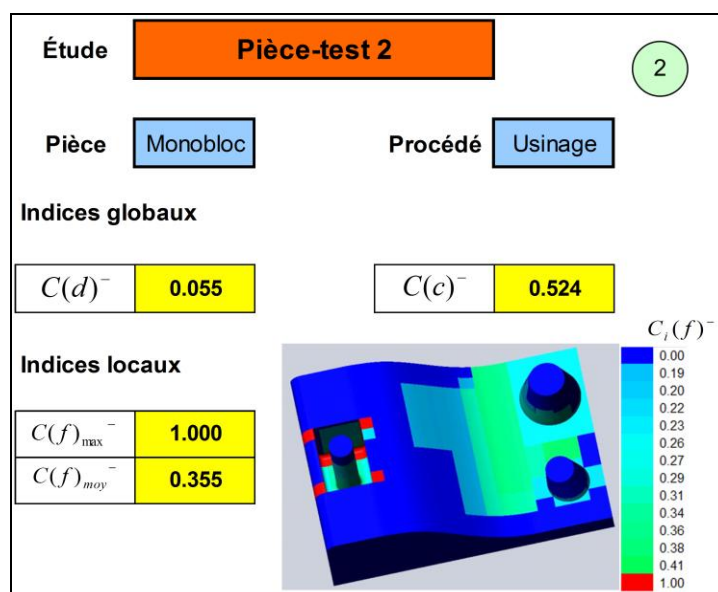 Étude Pièce-test 2
2
Pièce Monobloc Procédé Usinage
Indices globaux
C(d)⁻ 0.055 C(c)⁻ 0.524
Indices locaux
C(f)max⁻ 1.000
C(f)moy⁻ 0.355
Ci(f)⁻
0.00
0.19
0.20
0.22
0.23
0.26
0.27
0.29
0.31
0.34
0.36
0.38
0.41
1.00